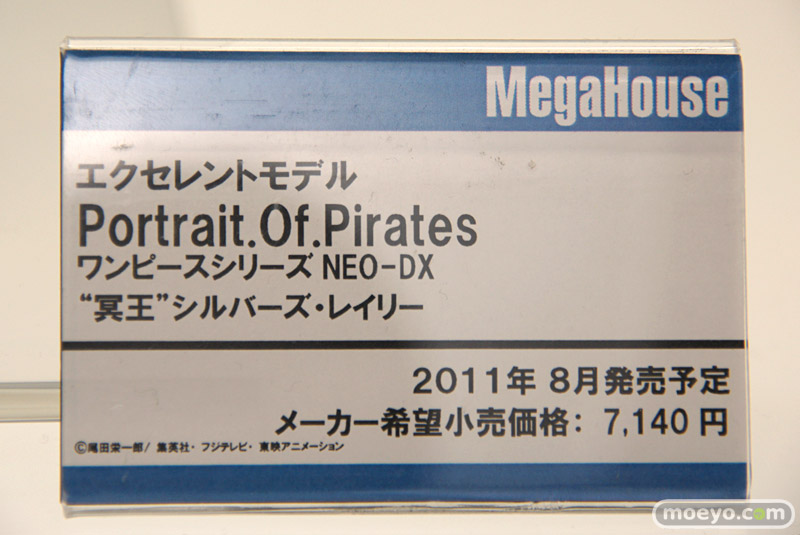 MegaHouse
エクセレントモデル
Portrait.Of.Pirates
ワンピースシリーズ NEO-DX
“冥王”シルバーズ・レイリー
2011年 8月発売予定
メーカー希望小売価格: 7,140 円
©尾田栄一郎/ 集英社・ フジテレビ・ 東映アニメーション
moeyo.com